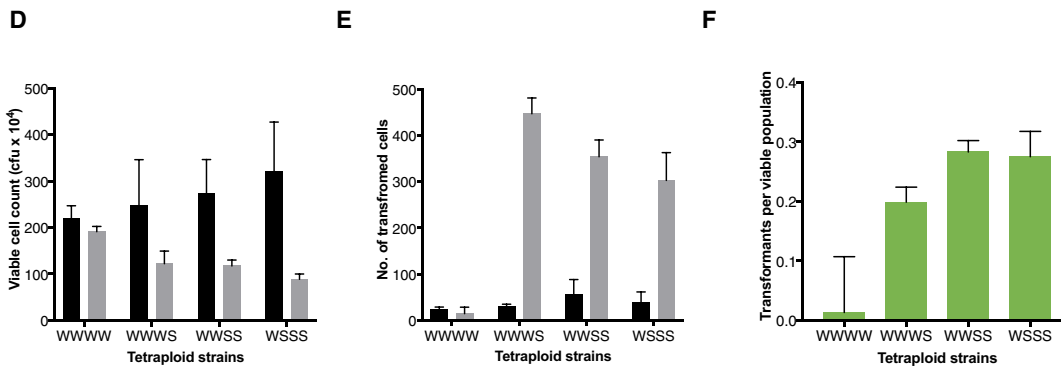 D
Viable cell count (cfu x 10⁴)
500
400
300
200
100
0
WWWW WWWS WWSS WSSS
Tetraploid strains
E
No. of transfromed cells
500
400
300
200
100
0
WWWW WWWS WWSS WSSS
Tetraploid strains
F
Transformants per viable population
0.4
0.3
0.2
0.1
0.0
WWWW WWWS WWSS WSSS
Tetraploid strains